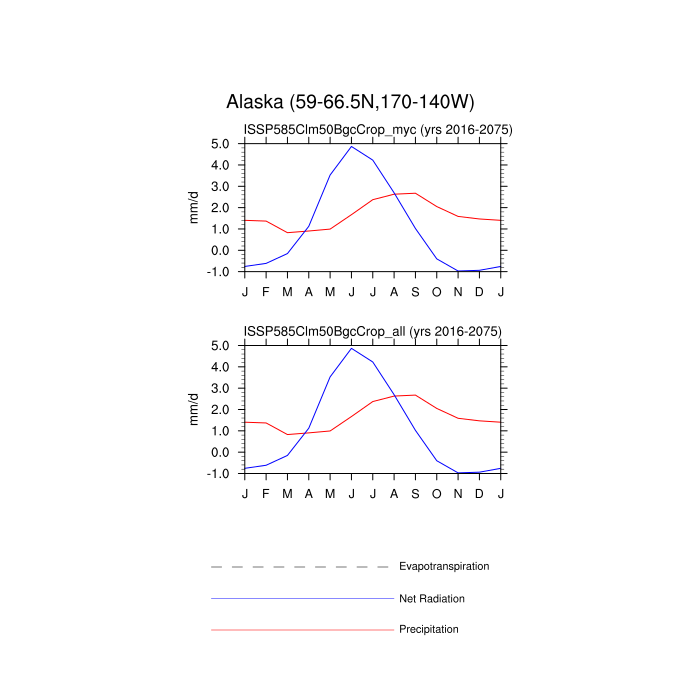 Alaska (59-66.5N,170-140W)
ISSP585Clm50BgcCrop_myc (yrs 2016-2075)
5.0
4.0
3.0
2.0
1.0
0.0
-1.0
mm/d
J F M A M J J A S O N D J
ISSP585Clm50BgcCrop_all (yrs 2016-2075)
5.0
4.0
3.0
2.0
1.0
0.0
-1.0
mm/d
J F M A M J J A S O N D J
Evapotranspiration
Net Radiation
Precipitation